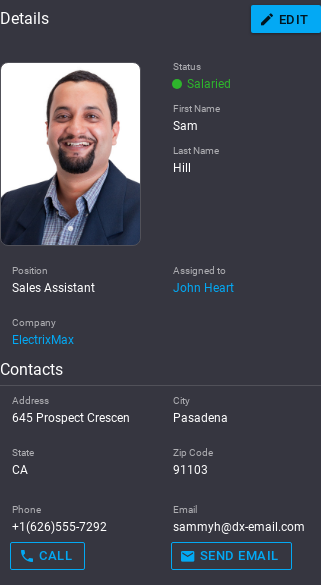 Details
EDIT
Status
Salaried
First Name
Sam
Last Name
Hill
Position
Sales Assistant
Assigned to
John Heart
Company
ElectrixMax
Contacts
Address
645 Prospect Crescen
City
Pasadena
State
CA
Zip Code
91103
Phone
+1(626)555-7292
Email
sammyh@dx-email.com
CALL
SEND EMAIL